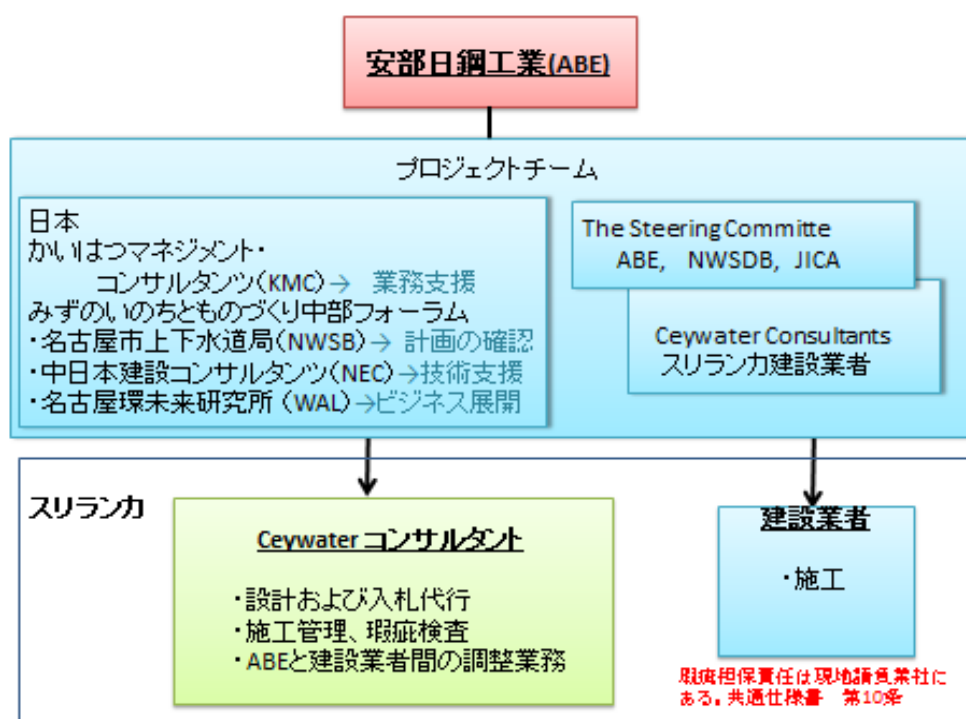 安部日鋼工業(ABE)
プロジェクトチーム
日本
かいはつマネジメント・
コンサルタンツ(KMC)→ 業務支援
みずのいのちとものづくり中部フォーラム
・名古屋市上下水道局(NWSB)→ 計画の確認
・中日本建設コンサルタンツ(NEC)→技術支援
・名古屋環未来研究所 (WAL)→ビジネス展開
The Steering Committe
ABE, NWSDB, JICA
Ceywater Consultants
スリランカ建設業者
スリランカ
Ceywater コンサルタント
・設計および入札代行
・施工管理、瑕疵検査
・ABEと建設業者間の調整業務
建設業者
・施工
瑕疵担保責任は現地請負業社に
ある。共通仕様書 第10条